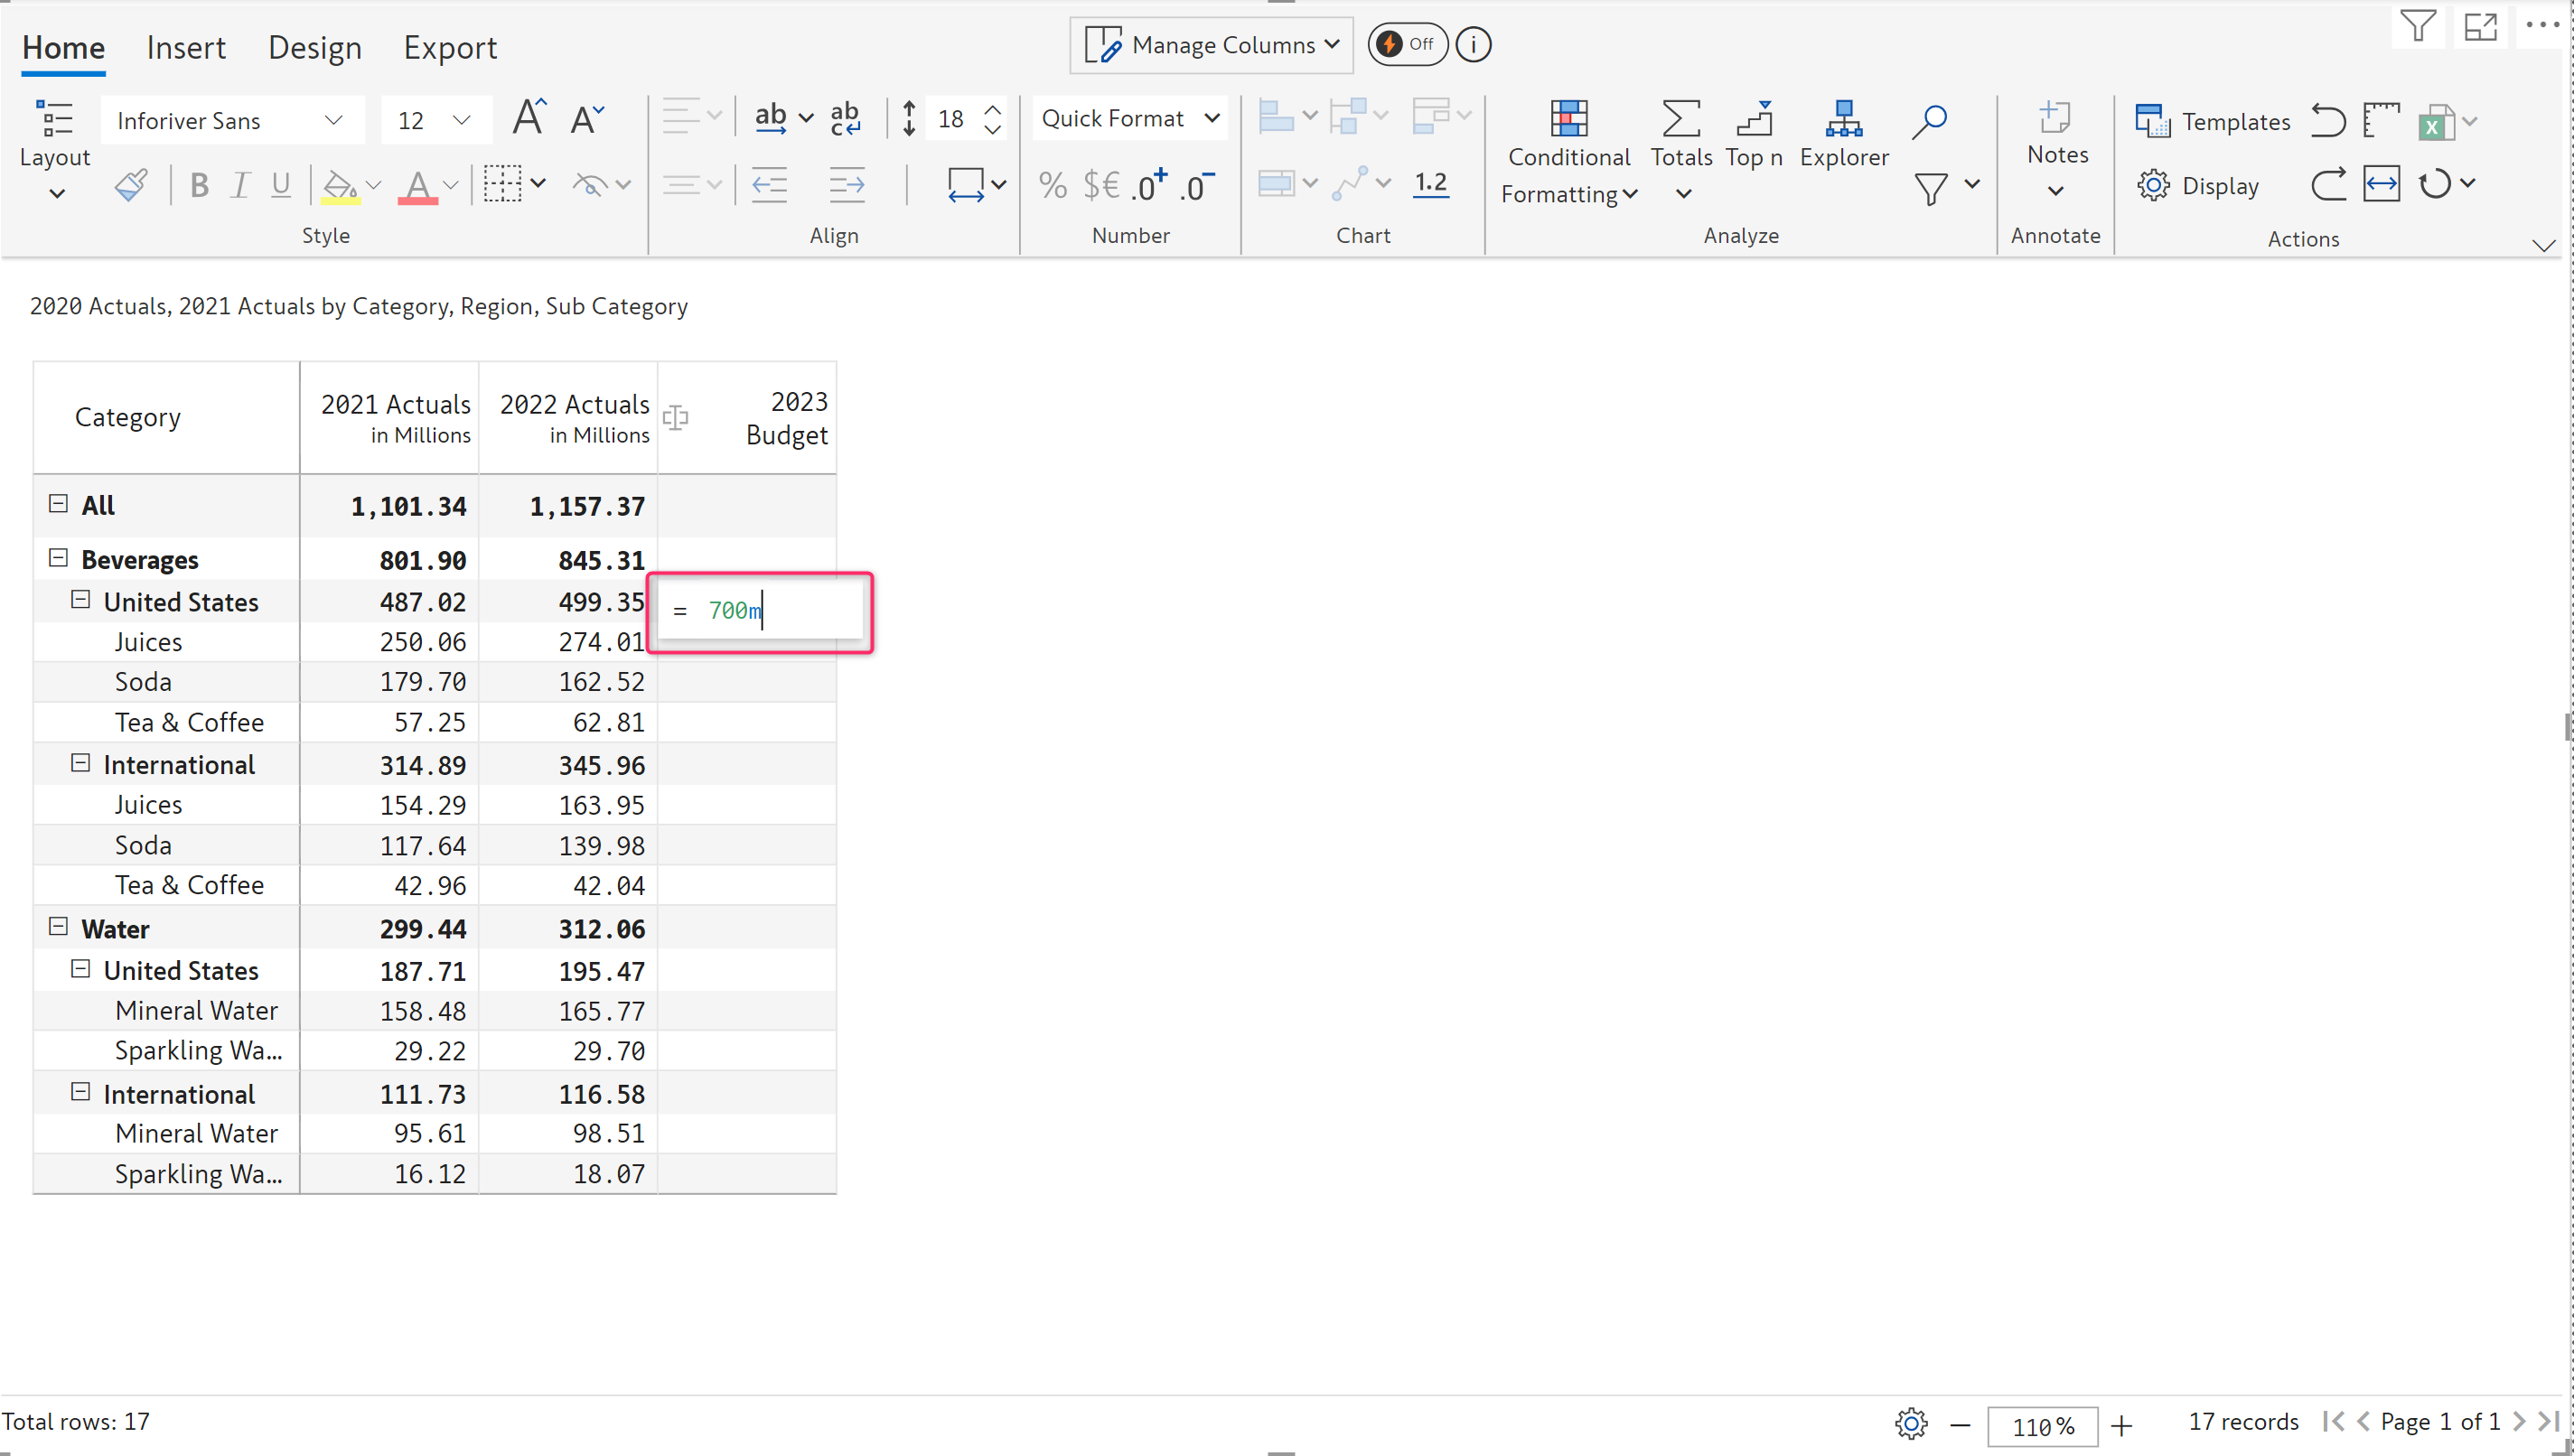 Home Insert Design Export Manage Columns Off i
Layout Inforiver Sans 12 A A ab ab c 18 Quick Format Conditional Formatting Totals Top n Explorer Notes Templates X
B I U A % $€ .0+ .0- 1.2 Display
Style Align Number Chart Analyze Annotate Actions
2020 Actuals, 2021 Actuals by Category, Region, Sub Category
Category 2021 Actuals in Millions 2022 Actuals in Millions 2023 Budget
All 1,101.34 1,157.37
Beverages 801.90 845.31
United States 487.02 499.35 = 700m
Juices 250.06 274.01
Soda 179.70 162.52
Tea & Coffee 57.25 62.81
International 314.89 345.96
Juices 154.29 163.95
Soda 117.64 139.98
Tea & Coffee 42.96 42.04
Water 299.44 312.06
United States 187.71 195.47
Mineral Water 158.48 165.77
Sparkling Wa... 29.22 29.70
International 111.73 116.58
Mineral Water 95.61 98.51
Sparkling Wa... 16.12 18.07
Total rows: 17 110% 17 records Page 1 of 1